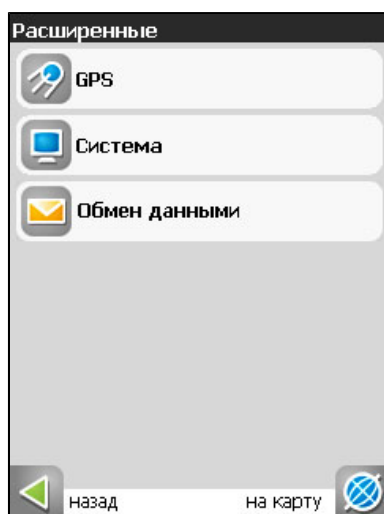 Расширенные
GPS
Система
Обмен данными
назад на карту